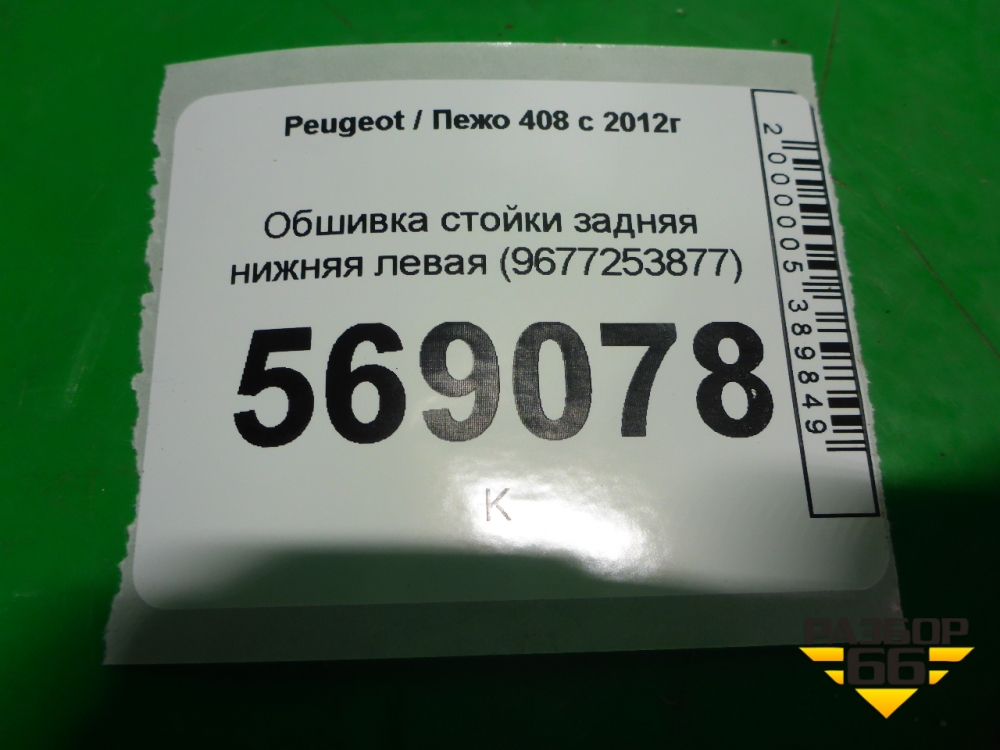 Peugeot / Пежо 408 с 2012г
Обшивка стойки задняя
нижняя левая (9677253877)
569078
К
2000005389849
РАЗБОР
66